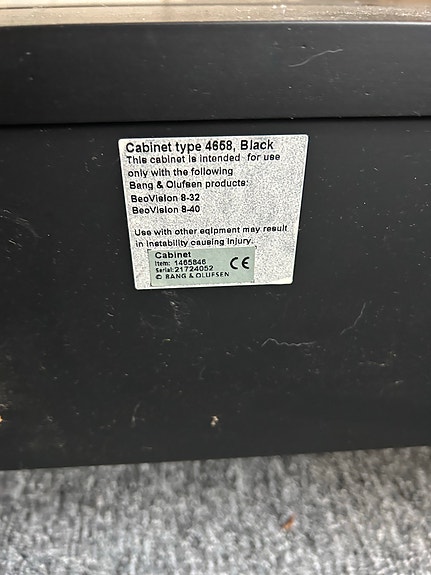 Cabinet type 4658, Black
This cabinet is intended for use
only with the following
Bang & Olufsen products:
BeoVision 8-32
BeoVision 8-40
Use with other eqipment may result
in instability causing injury.
Cabinet
Item: 1465846
Serial: 21724052
© BANG & OLUFSEN
CE